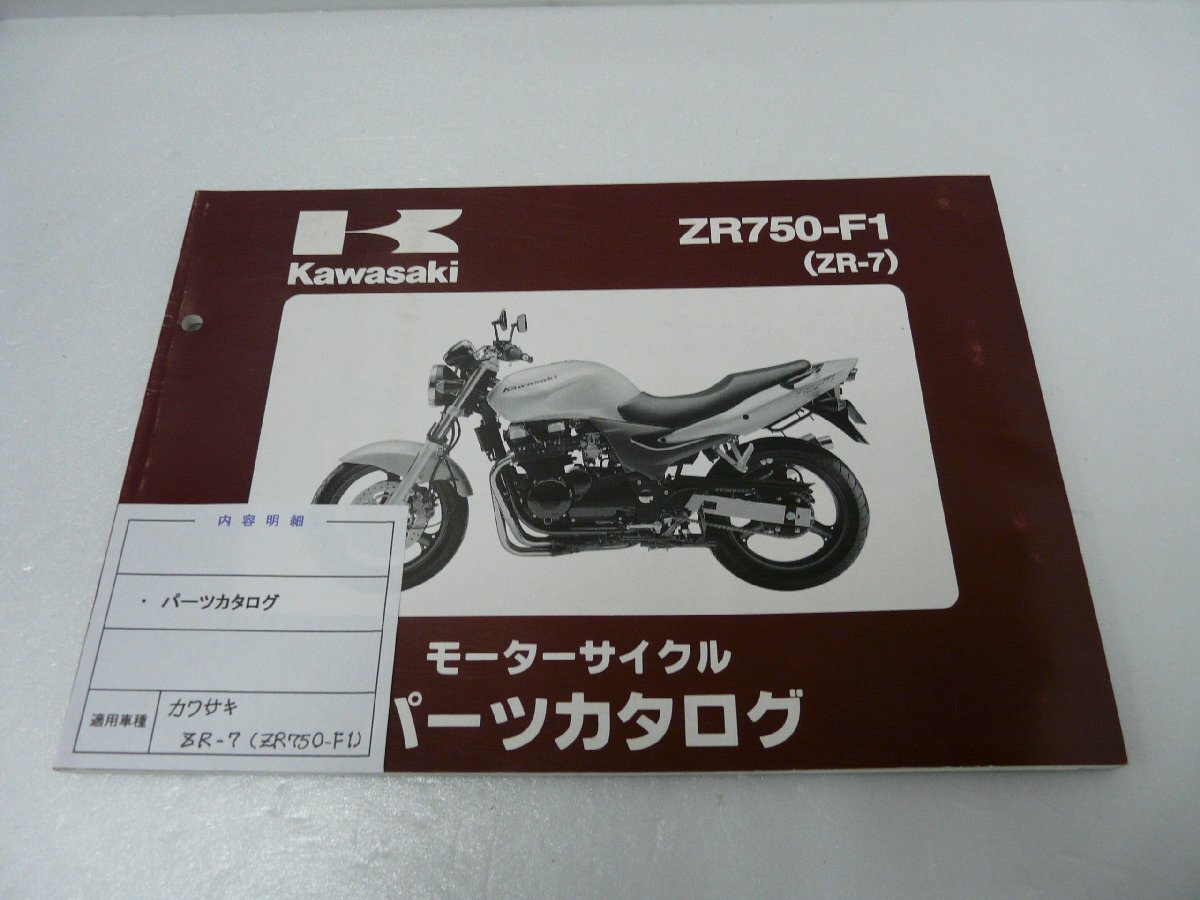 Kawasaki
ZR750-F1
(ZR-7)
Kawasaki
モーターサイクル
パーツカタログ
内容明細
・ パーツカタログ
適用車種
カワサキ
ZR-7 (ZR750-F1)